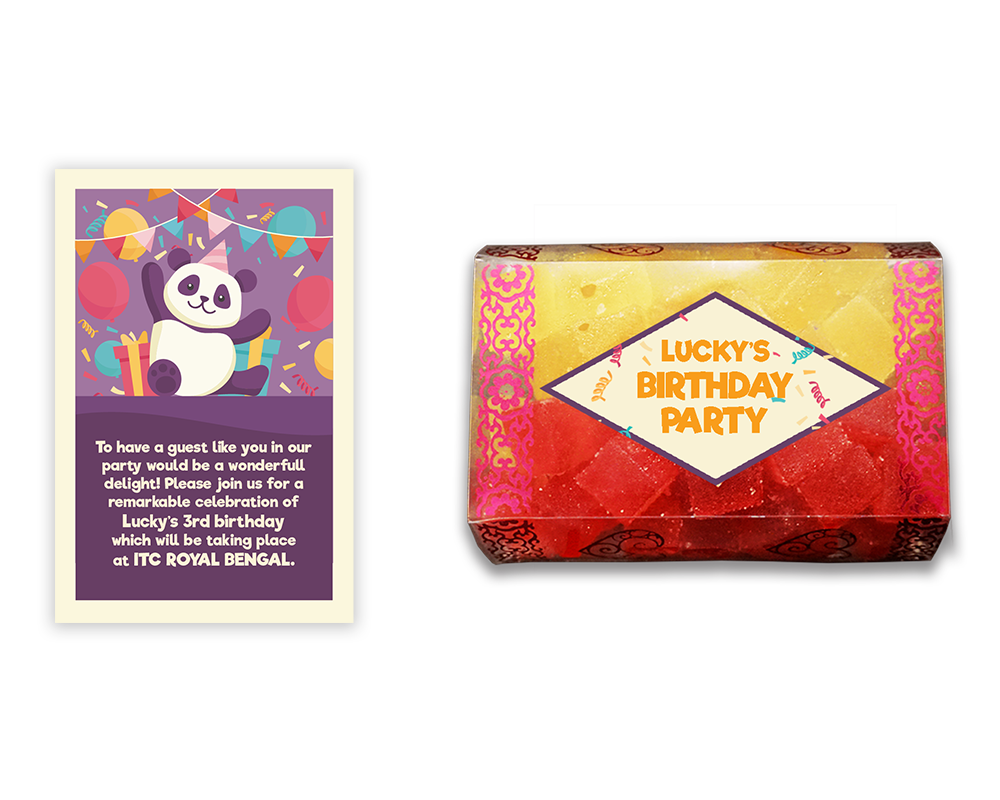 To have a guest like you in our
party would be a wonderfull
delight! Please join us for a
remarkable celebration of
Lucky's 3rd birthday
which will be taking place
at ITC ROYAL BENGAL.
LUCKY'S
BIRTHDAY
PARTY